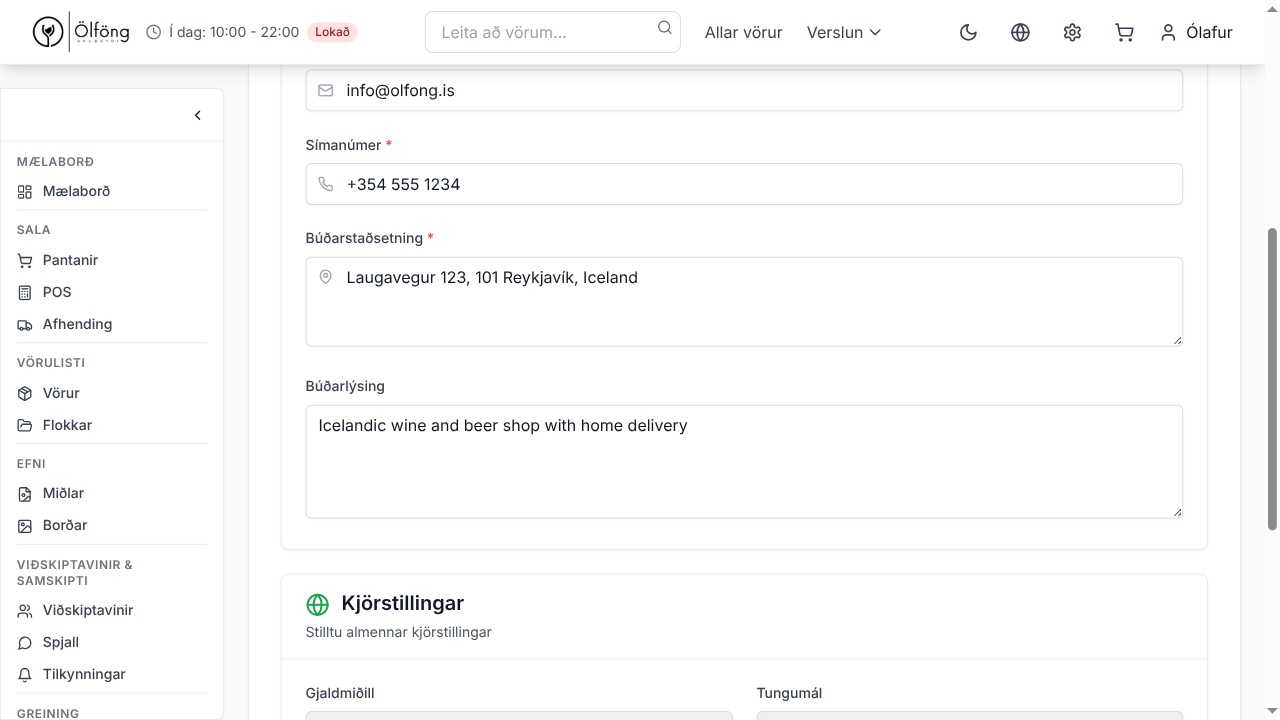 Ölföng
Í dag: 10:00 - 22:00
Lokað
Leita að vörum...
Allar vörur
Verslun
Ólafur
MÆLABORÐ
Mælaborð
SALA
Pantanir
POS
Afhending
VÖRULISTI
Vörur
Flokkar
EFNI
Miðlar
Borðar
VIÐSKIPTAVINIR &
SAMSKIPTI
Viðskiptavinir
Spjall
Tilkynningar
GREINING
info@olfong.is
Símanúmer *
+354 555 1234
Búðarstaðsetning *
Laugavegur 123, 101 Reykjavík, Iceland
Búðarlýsing
Icelandic wine and beer shop with home delivery
Kjörstillingar
Stilltu almennar kjörstillingar
Gjaldmiðill
Tungumál